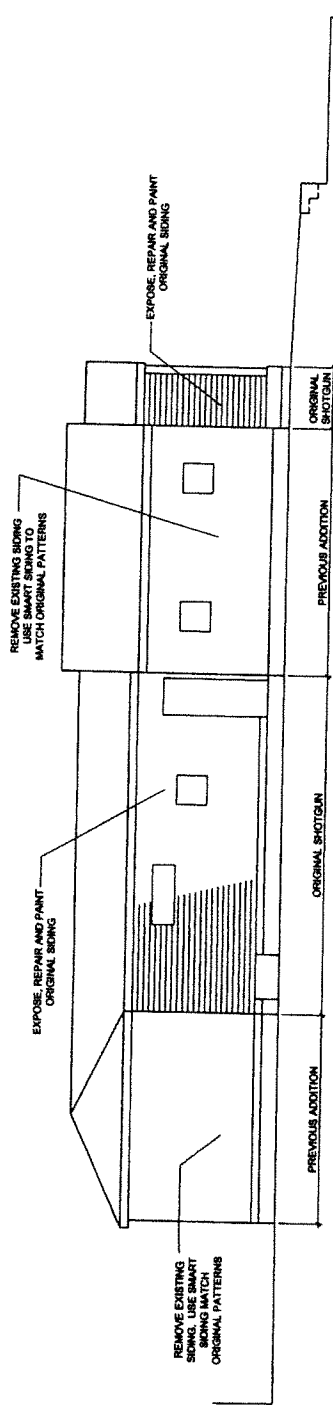 REMOVE EXISTING
SIDING, USE SMART
SIDING MATCH
ORIGINAL PATTERNS
EXPOSE, REPAIR AND PAINT
ORIGINAL SIDING
REMOVE EXISTING SIDING
USE SMART SIDING TO
MATCH ORIGINAL PATTERNS
EXPOSE, REPAIR AND PAINT
ORIGINAL SIDING
PREVIOUS ADDITION
ORIGINAL SHOTGUN
PREVIOUS ADDITION
ORIGINAL
SHOTGUN